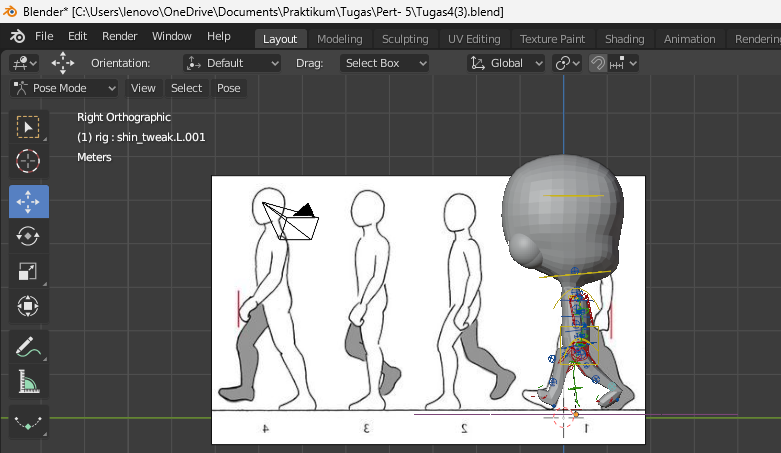 Blender* [C:\Users\lenovo\OneDrive\Documents\Praktikum\Tugas\Pert- 5\Tugas4(3).blend]
File Edit Render Window Help Layout Modeling Sculpting UV Editing Texture Paint Shading Animation Rendering
Orientation: Default Drag: Select Box Global
Pose Mode View Select Pose
Right Orthographic
(1) rig : shin_tweak.L.001
Meters
4 3 2 1